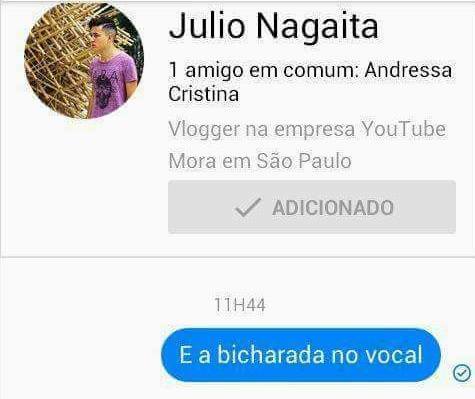 Julio Nagaita
1 amigo em comum: Andressa
Cristina
Vlogger na empresa YouTube
Mora em São Paulo
ADICIONADO
11H44
E a bicharada no vocal